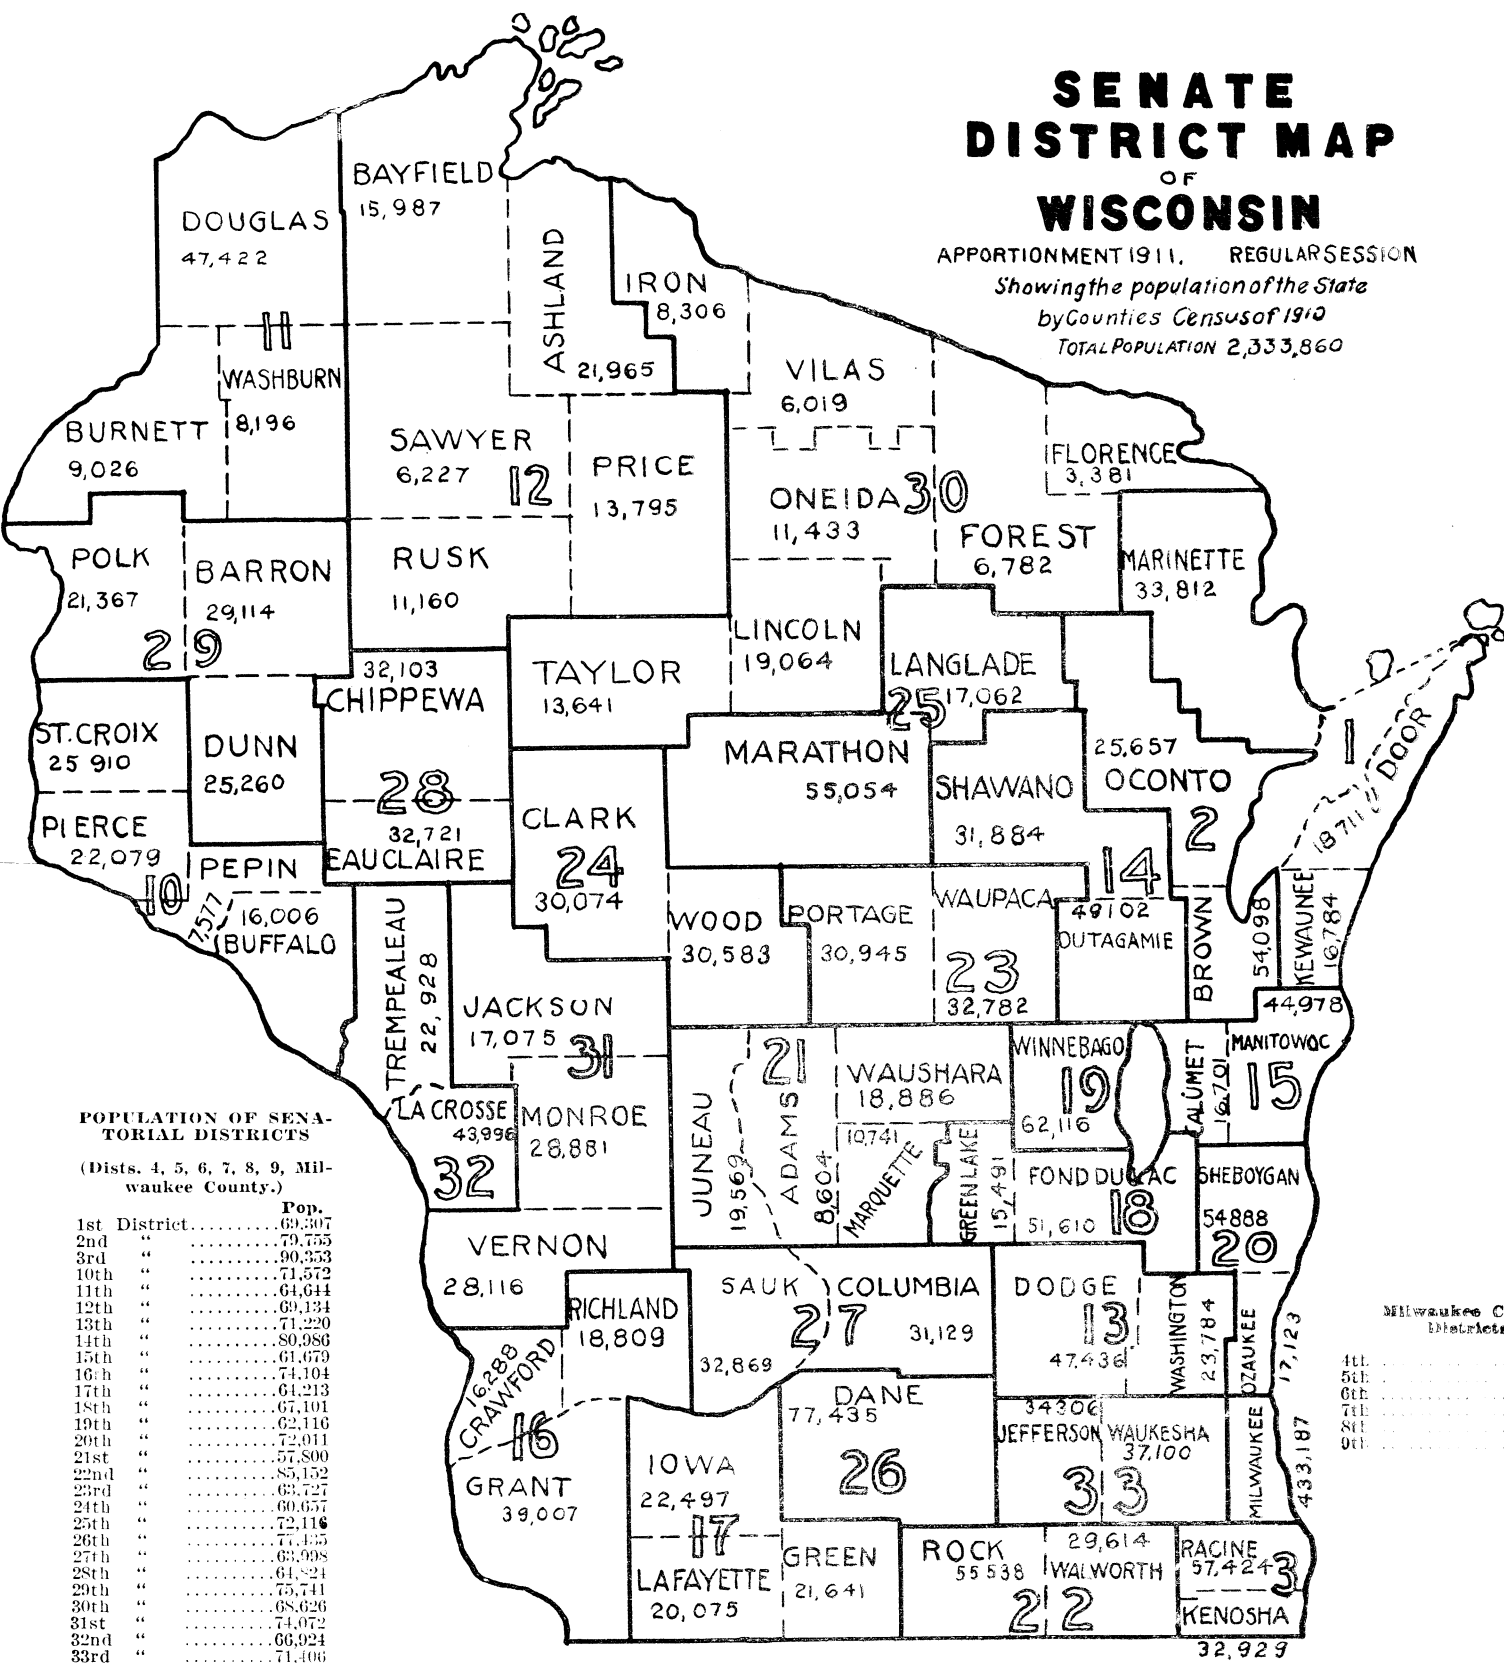 SENATE
DISTRICT MAP
OF
WISCONSIN
APPORTIONMENT 1911. REGULAR SESSION
Showing the population of the State
by Counties Census of 1910
TOTAL POPULATION 2,333,860
DOUGLAS
47,422
BAYFIELD
15,987
ASHLAND
21,965
IRON
8,306
11
WASHBURN
8,196
BURNETT
9,026
SAWYER
6,227
12
PRICE
13,795
VILAS
6,019
ONEIDA
11,433
30
FLORENCE
3,381
FOREST
6,782
MARINETTE
33,812
POLK
21,367
BARRON
29,114
29
RUSK
11,160
LINCOLN
19,064
LANGLADE
17,062
25
TAYLOR
13,641
32,103
CHIPPEWA
28
32,721
EAU CLAIRE
ST. CROIX
25 910
DUNN
25,260
PIERCE
22,079
10
PEPIN
7,577
16,006
BUFFALO
CLARK
24
30,074
MARATHON
55,054
SHAWANO
31,884
25,657
OCONTO
2
1
DOOR
18711
14
WOOD
30,583
PORTAGE
30,945
WAUPACA
23
32,782
49102
OUTAGAMIE
BROWN
54,098
KEWAUNEE
16,784
TREMPEALEAU
22,928
JACKSON
17,075
31
MONROE
28,881
LA CROSSE
43,996
32
JUNEAU
19,569
21
ADAMS
8,604
WAUSHARA
18,886
10,741
MARQUETTE
GREEN LAKE
15,491
WINNEBAGO
19
62,116
CALUMET
16,701
44,978
MANITOWOC
15
FOND DU LAC
51,610
18
SHEBOYGAN
54888
20
VERNON
28,116
RICHLAND
18,809
16,288
CRAWFORD
16
GRANT
39,007
SAUK
32,869
27
COLUMBIA
31,129
DODGE
13
47,436
WASHINGTON
23,784
OZAUKEE
17,123
DANE
77,435
26
34306
JEFFERSON
WAUKESHA
37,100
33
MILWAUKEE
433,187
IOWA
22,497
17
LAFAYETTE
20,075
GREEN
21,641
ROCK
55 538
29,614
WALWORTH
22
RACINE
57,424
3
KENOSHA
32,929
POPULATION OF SENA-
TORIAL DISTRICTS
(Dists. 4, 5, 6, 7, 8, 9, Mil-
waukee County.)
Pop.
1st District..........69,307
2nd “ ..........79,755
3rd “ ..........90,353
10th “ ..........71,572
11th “ ..........64,644
12th “ ..........69,134
13th “ ..........71,220
14th “ ..........80,986
15th “ ..........61,679
16th “ ..........74,104
17th “ ..........64,213
18th “ ..........67,101
19th “ ..........62,116
20th “ ..........72,011
21st “ ..........57,800
22nd “ ..........85,152
23rd “ ..........63,727
24th “ ..........60,657
25th “ ..........72,116
26th “ ..........77,435
27th “ ..........63,998
28th “ ..........64,824
29th “ ..........75,741
30th “ ..........68,626
31st “ ..........74,072
32nd “ ..........66,924
33rd “ ..........71,406
Milwaukee C
Districts
4th
5th
6th
7th
8th
9th